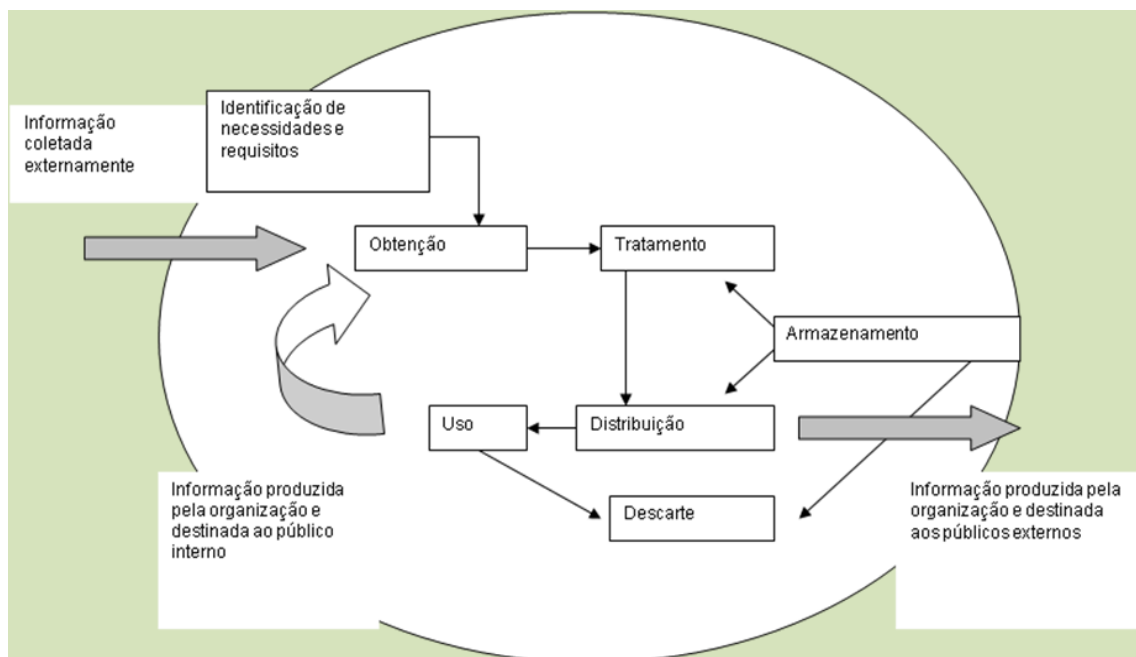 Informação
coletada
externamente
Identificação de
necessidades e
requisitos
Obtenção
Tratamento
Armazenamento
Uso
Distribuição
Descarte
Informação produzida
pela organização e
destinada ao público
interno
Informação produzida pela
organização e destinada
aos públicos externos